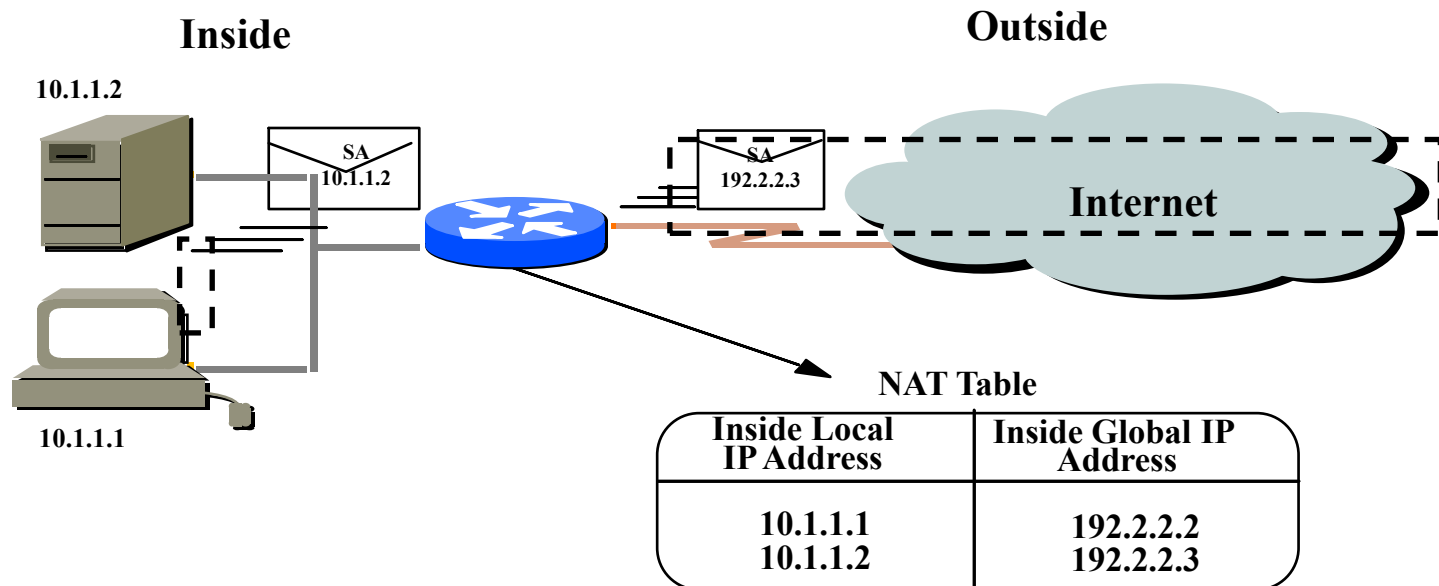 Inside
Outside
10.1.1.2
SA
10.1.1.2
SA
192.2.2.3
Internet
10.1.1.1
NAT Table
Inside Local
IP Address
Inside Global IP
Address
10.1.1.1
192.2.2.2
10.1.1.2
192.2.2.3